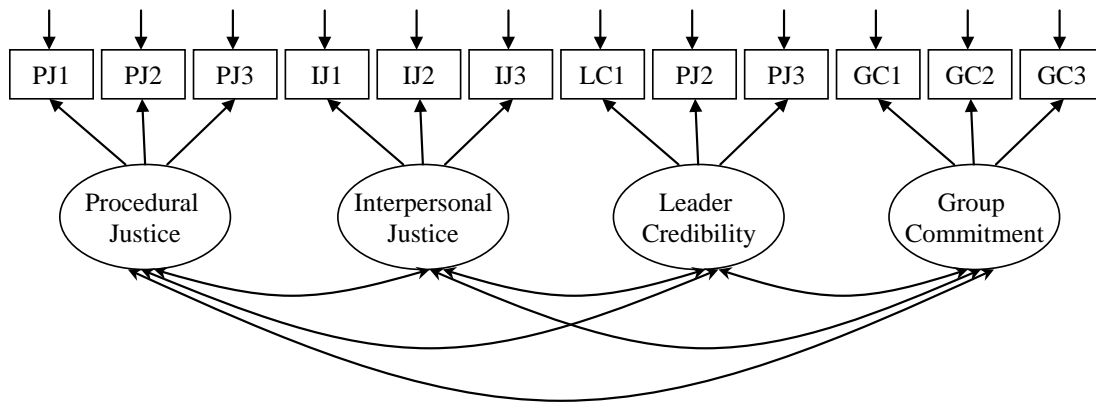 PJ1 PJ2 PJ3 IJ1 IJ2 IJ3 LC1 PJ2 PJ3 GC1 GC2 GC3
Procedural
Justice
Interpersonal
Justice
Leader
Credibility
Group
Commitment